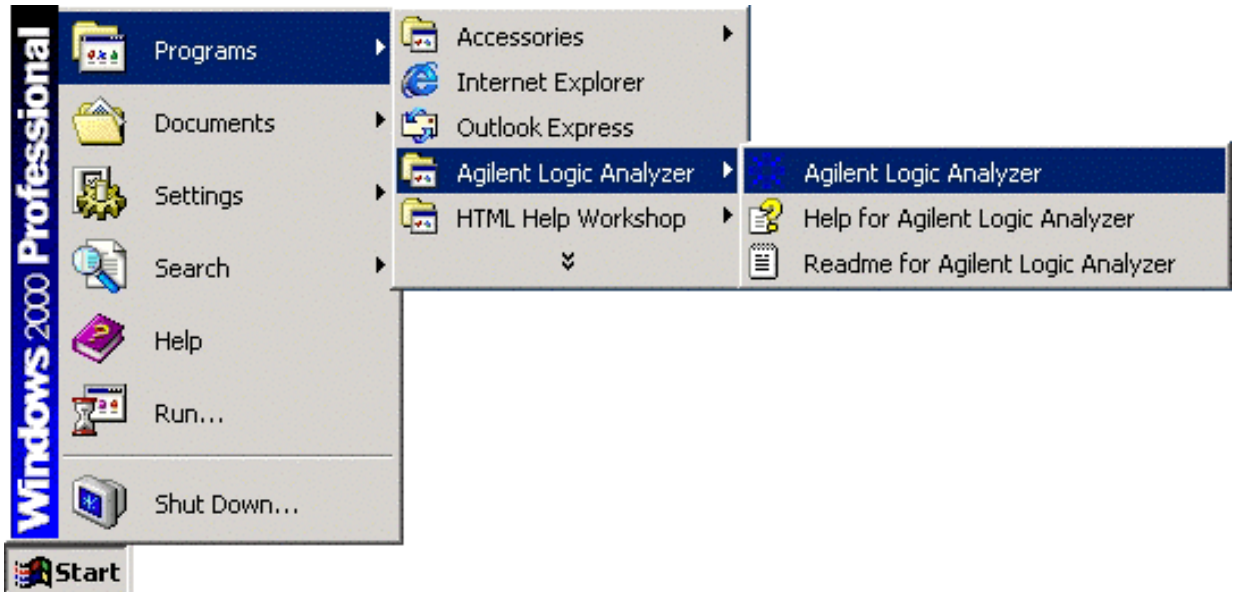 Windows 2000 Professional
Programs
Documents
Settings
Search
Help
Run...
Shut Down...
Start
Accessories
Internet Explorer
Outlook Express
Agilent Logic Analyzer
HTML Help Workshop
Agilent Logic Analyzer
Help for Agilent Logic Analyzer
Readme for Agilent Logic Analyzer